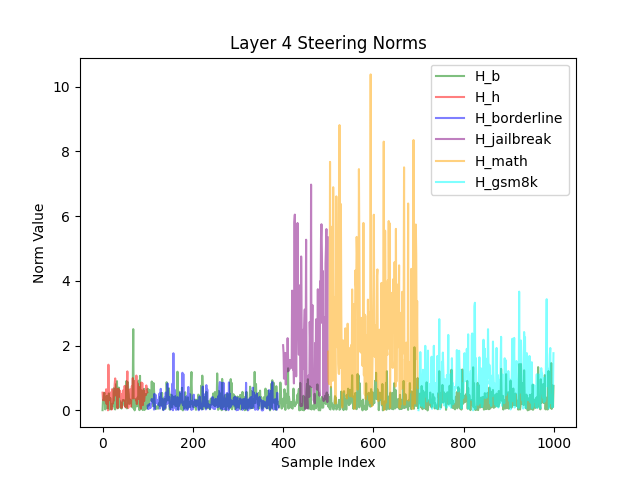 Layer 4 Steering Norms
Norm Value
10
8
6
4
2
0
H_b
H_h
H_borderline
H_jailbreak
H_math
H_gsm8k
0
200
400
600
800
1000
Sample Index